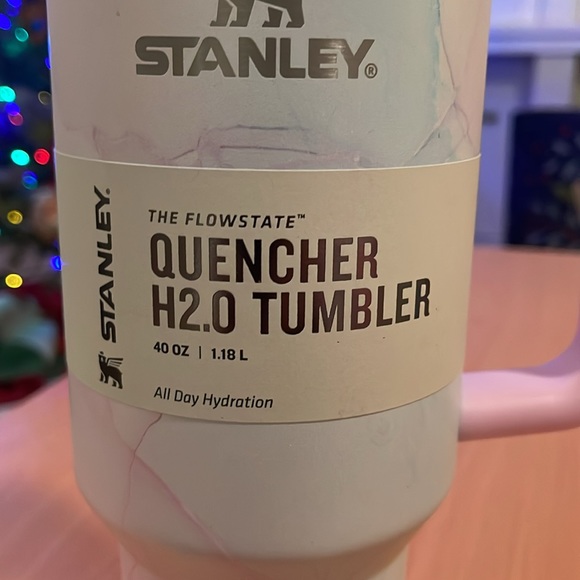 STANLEY®
STANLEY®
THE FLOWSTATE™
QUENCHER
H2.0 TUMBLER
40 OZ | 1.18 L
All Day Hydration